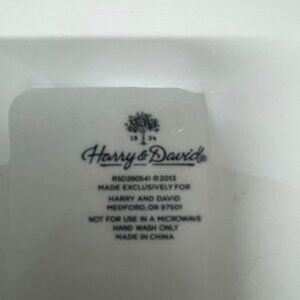 19 34
Harry & David®
RSD260541 ©2013
MADE EXCLUSIVELY FOR
HARRY AND DAVID
MEDFORD, OR 97501
NOT FOR USE IN A MICROWAVE
HAND WASH ONLY
MADE IN CHINA